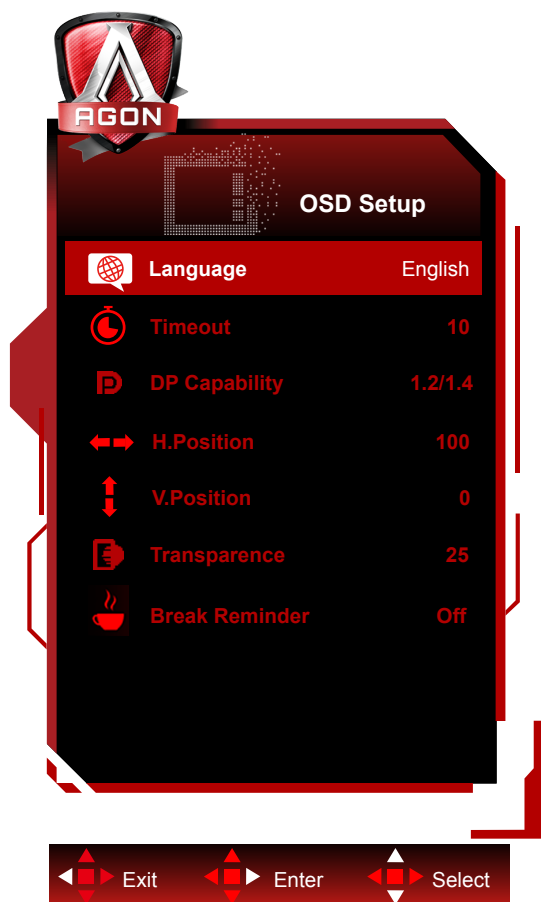 AGON
OSD Setup
Language English
Timeout 10
DP Capability 1.2/1.4
H.Position 100
V.Position 0
Transparence 25
Break Reminder Off
Exit Enter Select